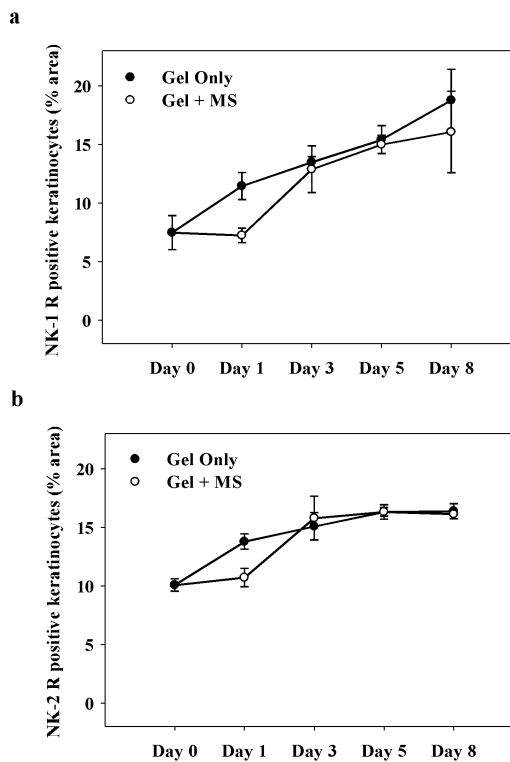 a
NK-1 R positive keratinocytes (% area)
Gel Only
Gel + MS
20
15
10
5
0
Day 0 Day 1 Day 3 Day 5 Day 8
b
NK-2 R positive keratinocytes (% area)
Gel Only
Gel + MS
20
15
10
5
0
Day 0 Day 1 Day 3 Day 5 Day 8